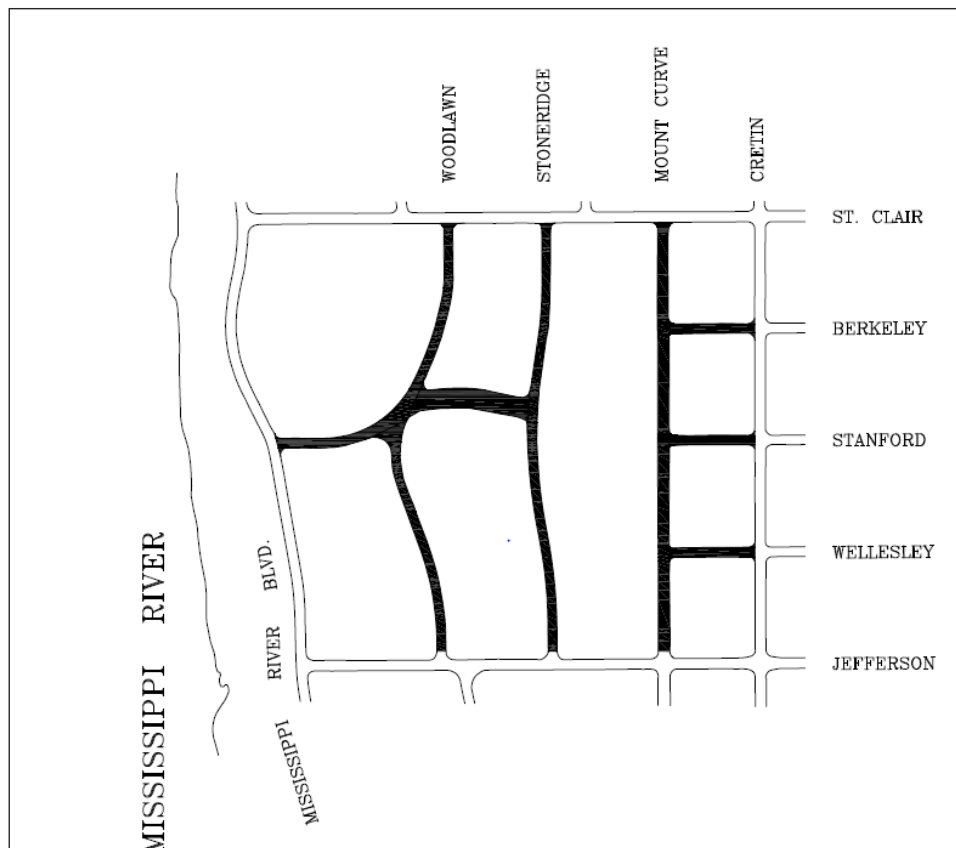 WOODLAWN
STONERIDGE
MOUNT CURVE
CRETIN
ST. CLAIR
BERKELEY
STANFORD
WELLESLEY
JEFFERSON
MISSISSIPPI RIVER BLVD.
MISSISSIPPI RIVER